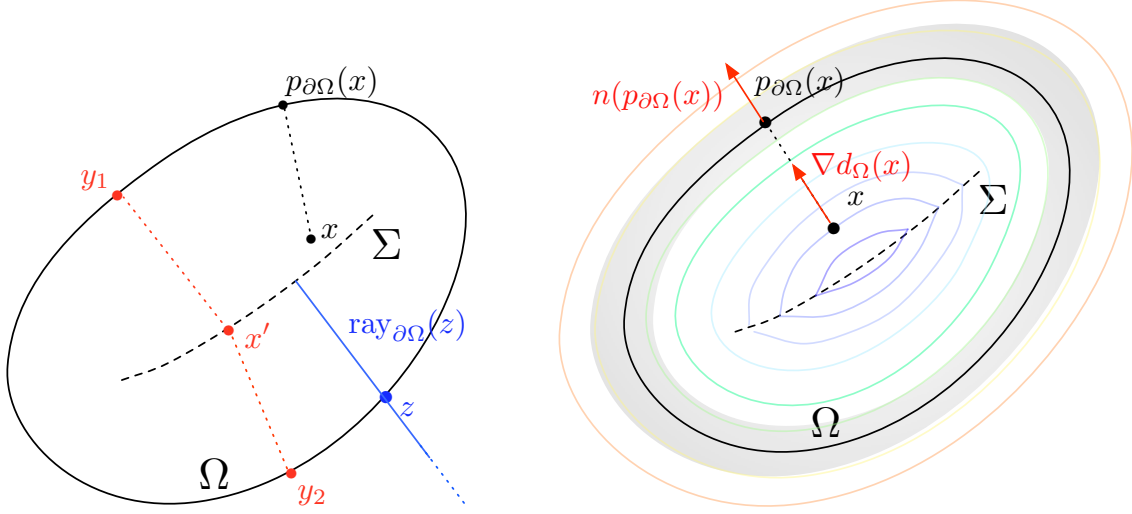 p∂Ω(x)
y₁
x
Σ
x′
ray∂Ω(z)
z
Ω
y₂
n(p∂Ω(x))
p∂Ω(x)
∇dΩ(x)
x
Σ
Ω